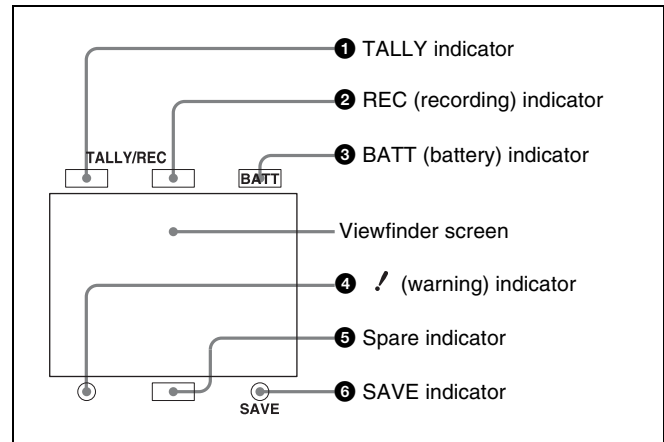 ❶ TALLY indicator
❷ REC (recording) indicator
TALLY/REC
BATT
❸ BATT (battery) indicator
Viewfinder screen
❹ ! (warning) indicator
❺ Spare indicator
❻ SAVE indicator
SAVE